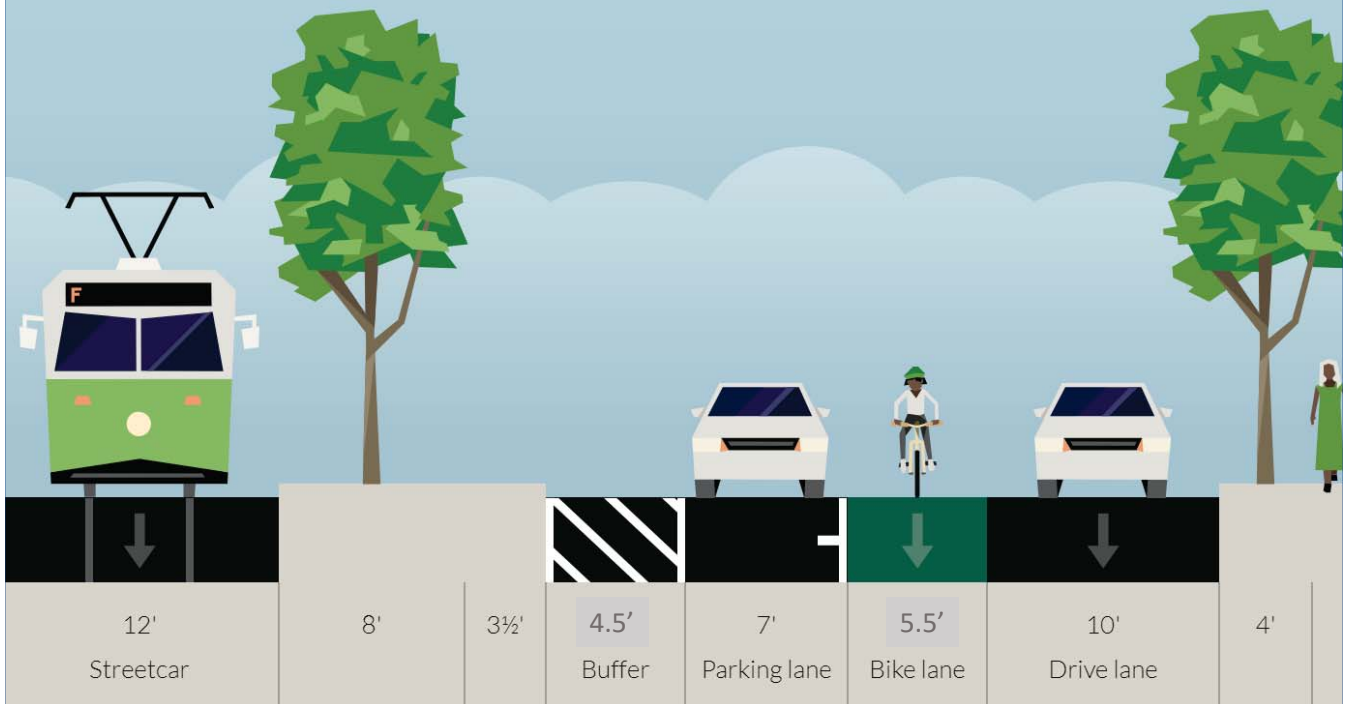 F
12'
8'
3½'
4.5’
7'
5.5’
10'
4'
Streetcar
Buffer
Parking lane
Bike lane
Drive lane